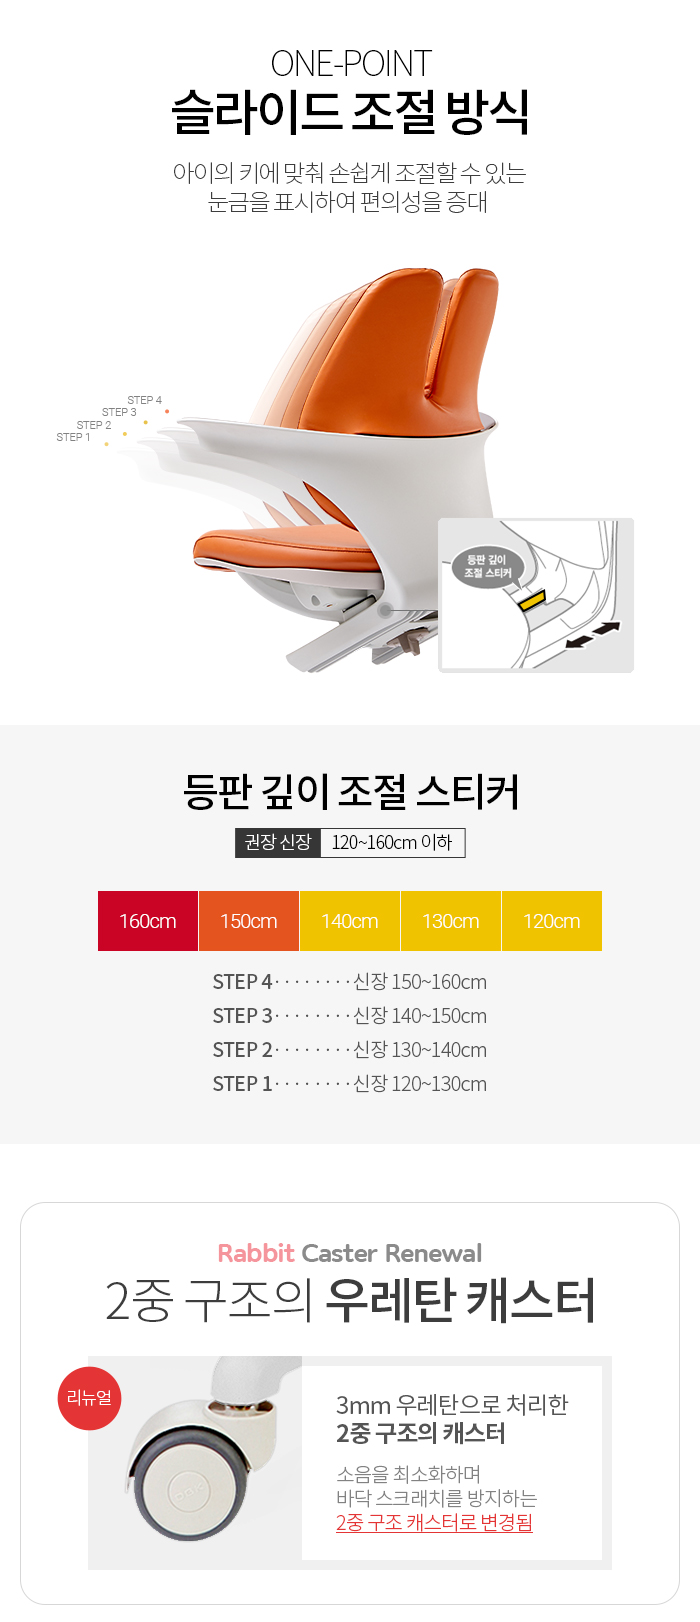 ONE-POINT
슬라이드 조절 방식
아이의 키에 맞춰 손쉽게 조절할 수 있는
눈금을 표시하여 편의성을 증대
STEP 4
STEP 3
STEP 2
STEP 1
등판 깊이
조절 스티커
등판 깊이 조절 스티커
권장 신장 120~160cm 이하
160cm 150cm 140cm 130cm 120cm
STEP 4 · · · · · · · · 신장 150~160cm
STEP 3 · · · · · · · · 신장 140~150cm
STEP 2 · · · · · · · · 신장 130~140cm
STEP 1 · · · · · · · · 신장 120~130cm
Rabbit Caster Renewal
2중 구조의 우레탄 캐스터
리뉴얼
3mm 우레탄으로 처리한
2중 구조의 캐스터
소음을 최소화하며
바닥 스크래치를 방지하는
2중 구조 캐스터로 변경됨